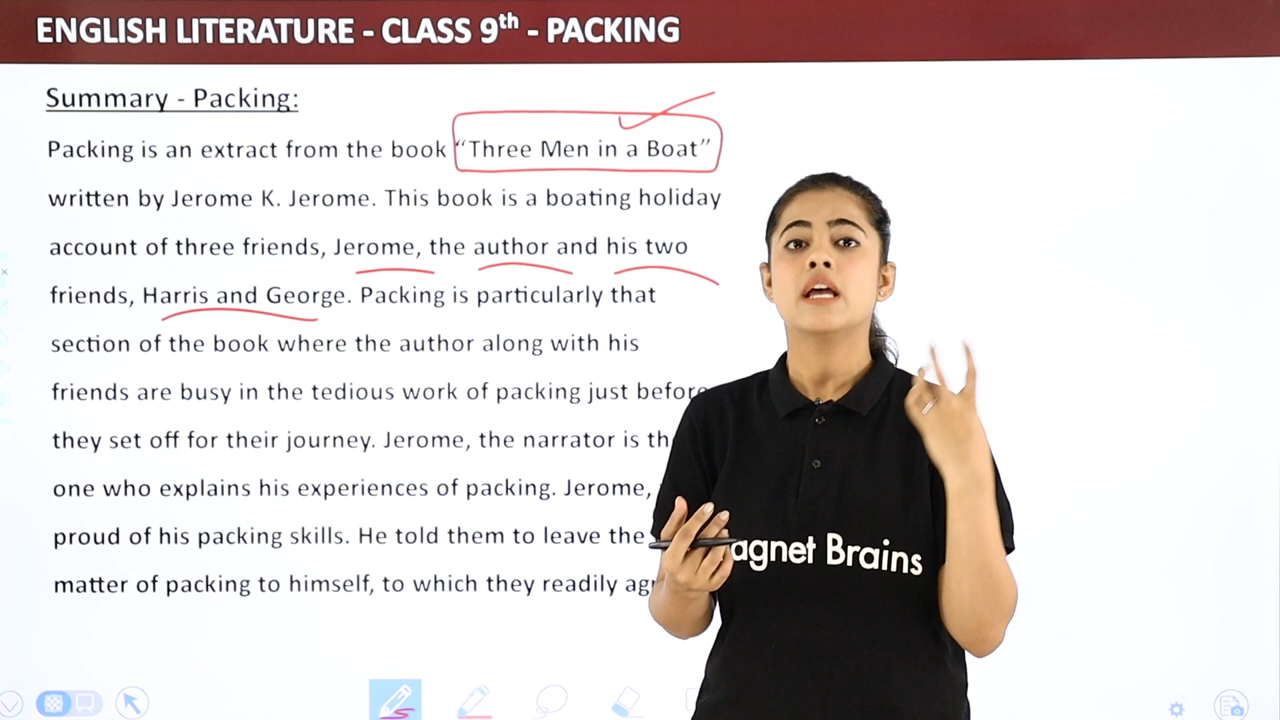 ENGLISH LITERATURE - CLASS 9th - PACKING
Summary - Packing:
Packing is an extract from the book “Three Men in a Boat”
written by Jerome K. Jerome. This book is a boating holiday
account of three friends, Jerome, the author and his two
friends, Harris and George. Packing is particularly that
section of the book where the author along with his
friends are busy in the tedious work of packing just before
they set off for their journey. Jerome, the narrator is
one who explains his experiences of packing. Jerome,
proud of his packing skills. He told them to leave the
matter of packing to himself, to which they readily
Brains